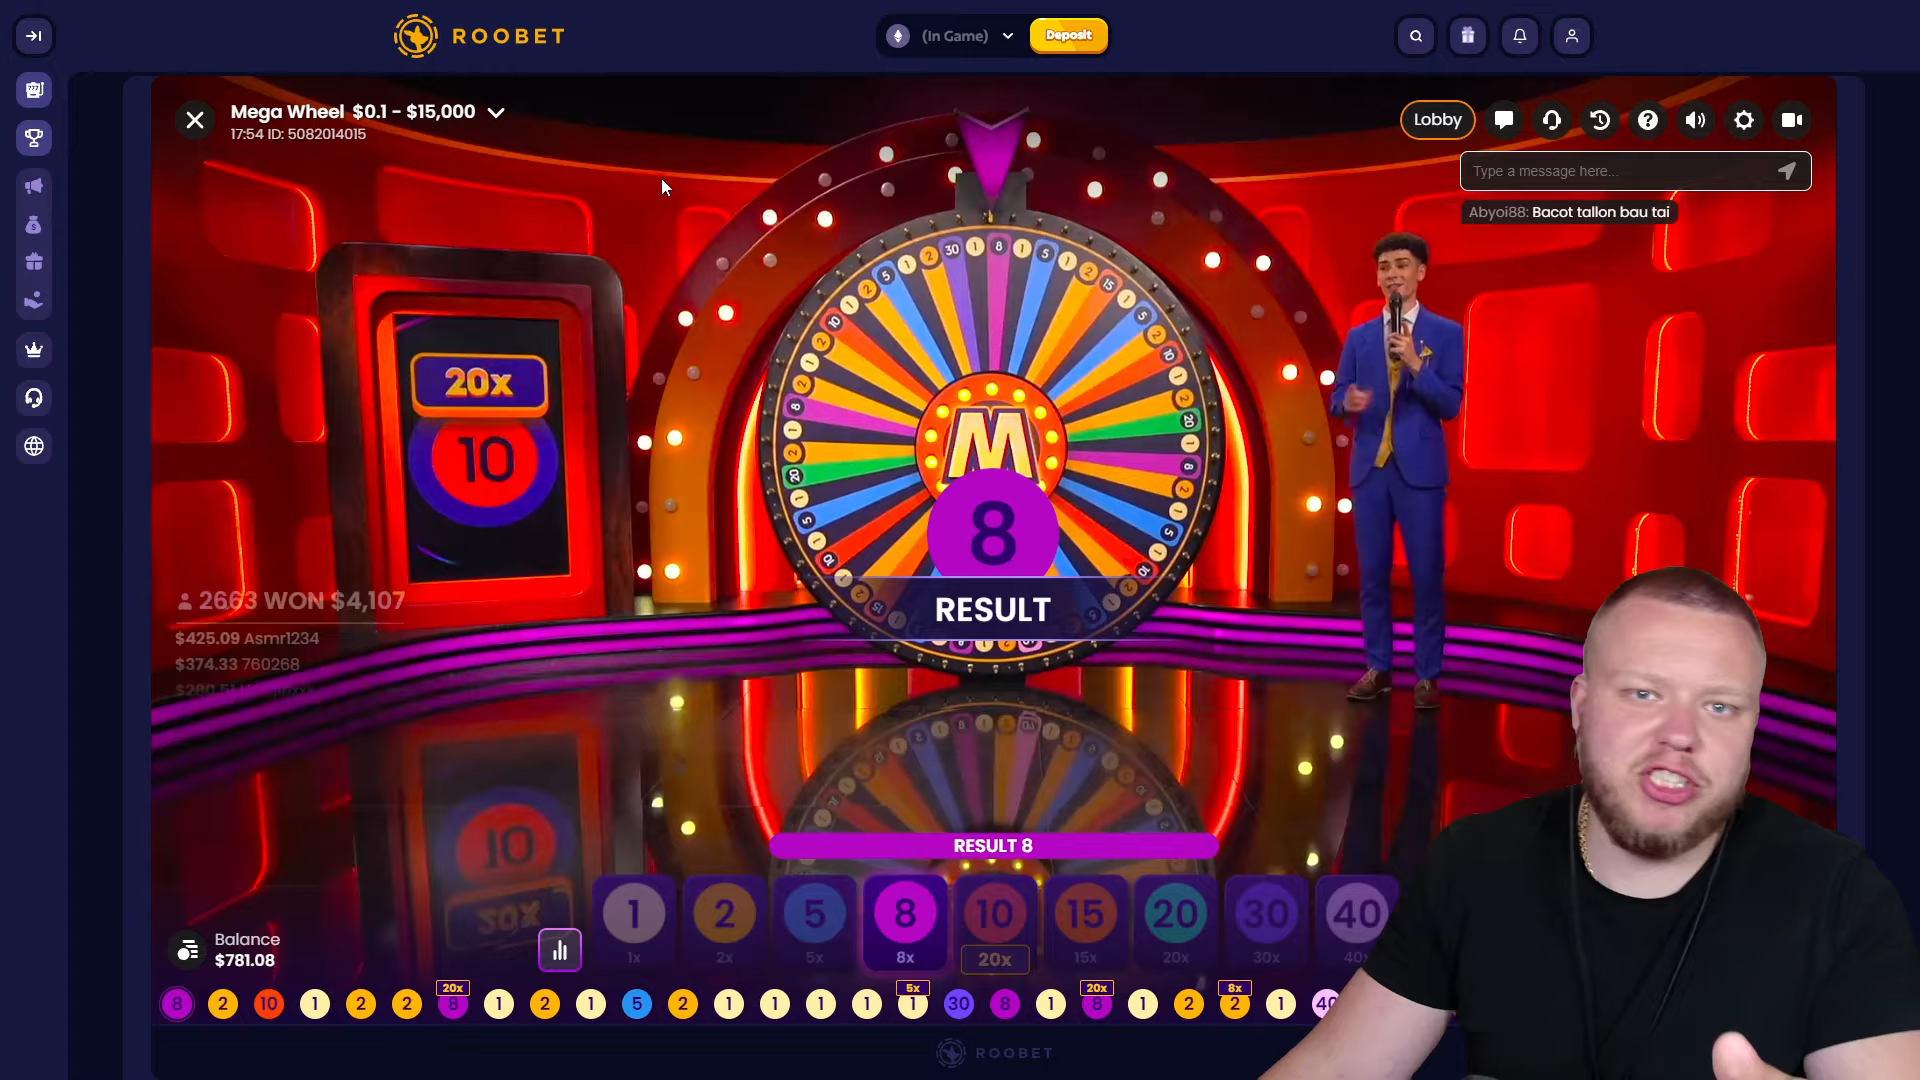 ROOBET
(In Game)
Deposit
Mega Wheel $0.1 - $15,000
17:54 ID: 5082014015
Lobby
Type a message here...
Abyoi88: Bacot tallon bau tai
20x
10
M
8
RESULT
2663 WON $4,107
$425.09 Asmr1234
$374.33 760268
RESULT 8
1 2 5 8 10 15 20 30 40
1x 2x 5x 8x 20x 15x 20x 30x 40x
Balance
$781.08
20x 5x 20x 8x
8 2 10 1 2 2 8 1 2 1 5 2 1 1 1 1 1 30 8 1 8 1 2 2 1 40
ROOBET